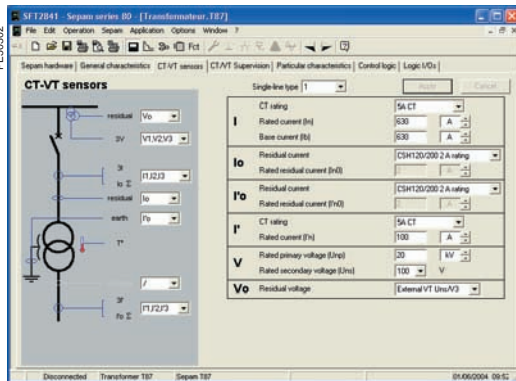 SFT2841 - Sepam series 80 - [Transformateur.T87]
File Edit Operation Sepam Application Options Window ?
Sepam hardware General characteristics CT-VT sensors CT/VT Supervision Particular characteristics Control logic Logic I/Os
CT-VT sensors
Single-line type 1 Apply Cancel
residual Vo
3V V1,V2,V3
3I I1,I2,I3
Io Σ
residual Io
earth I'o
T°
/
3I' I'1,I'2,I'3
I'o Σ
I CT rating 5A CT
Rated current (In) 630 A
Base current (Ib) 630 A
Io Residual current CSH120/200 2 A rating
Rated residual current (In0) A
I'o Residual current CSH120/200 2 A rating
Rated residual current (I'n0) A
I' CT rating 5A CT
Rated current (I'n) 100 A
V Rated primary voltage (Unp) 20 kV
Rated secondary voltage (Uns) 100 V
Vo Residual voltage External VT Uns/V3
Disconnected Transformer T87 Sepam T87 01/06/2004